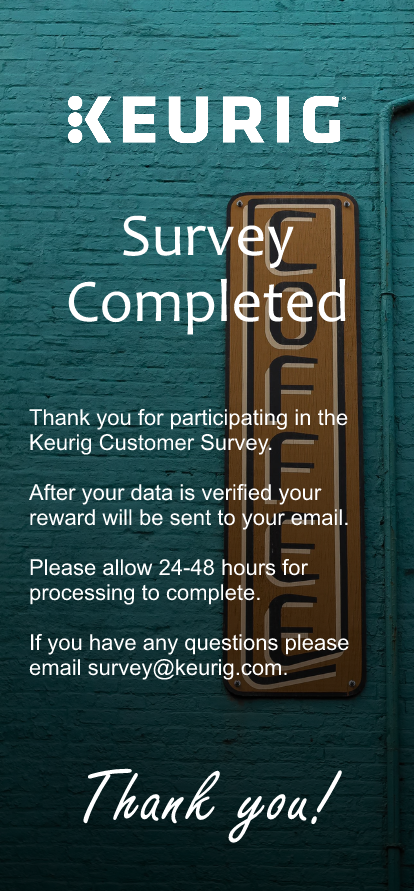 KEURIG
Survey
Completed
COFFEE
Thank you for participating in the
Keurig Customer Survey.
After your data is verified your
reward will be sent to your email.
Please allow 24-48 hours for
processing to complete.
If you have any questions please
email survey@keurig.com.
Thank you!